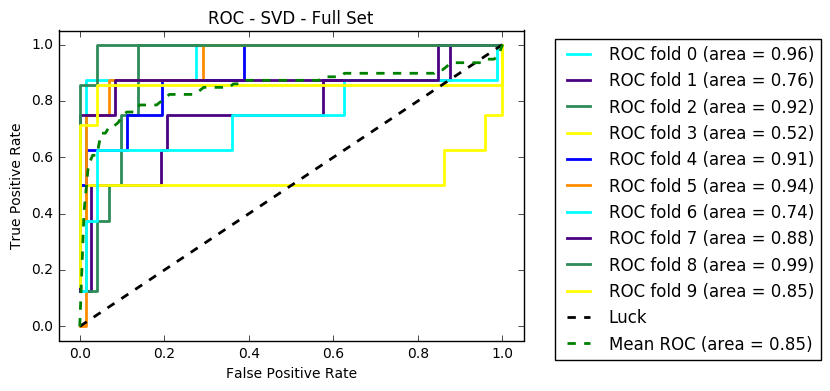 ROC - SVD - Full Set
True Positive Rate
1.0
0.8
0.6
0.4
0.2
0.0
0.0 0.2 0.4 0.6 0.8 1.0
False Positive Rate
ROC fold 0 (area = 0.96)
ROC fold 1 (area = 0.76)
ROC fold 2 (area = 0.92)
ROC fold 3 (area = 0.52)
ROC fold 4 (area = 0.91)
ROC fold 5 (area = 0.94)
ROC fold 6 (area = 0.74)
ROC fold 7 (area = 0.88)
ROC fold 8 (area = 0.99)
ROC fold 9 (area = 0.85)
Luck
Mean ROC (area = 0.85)